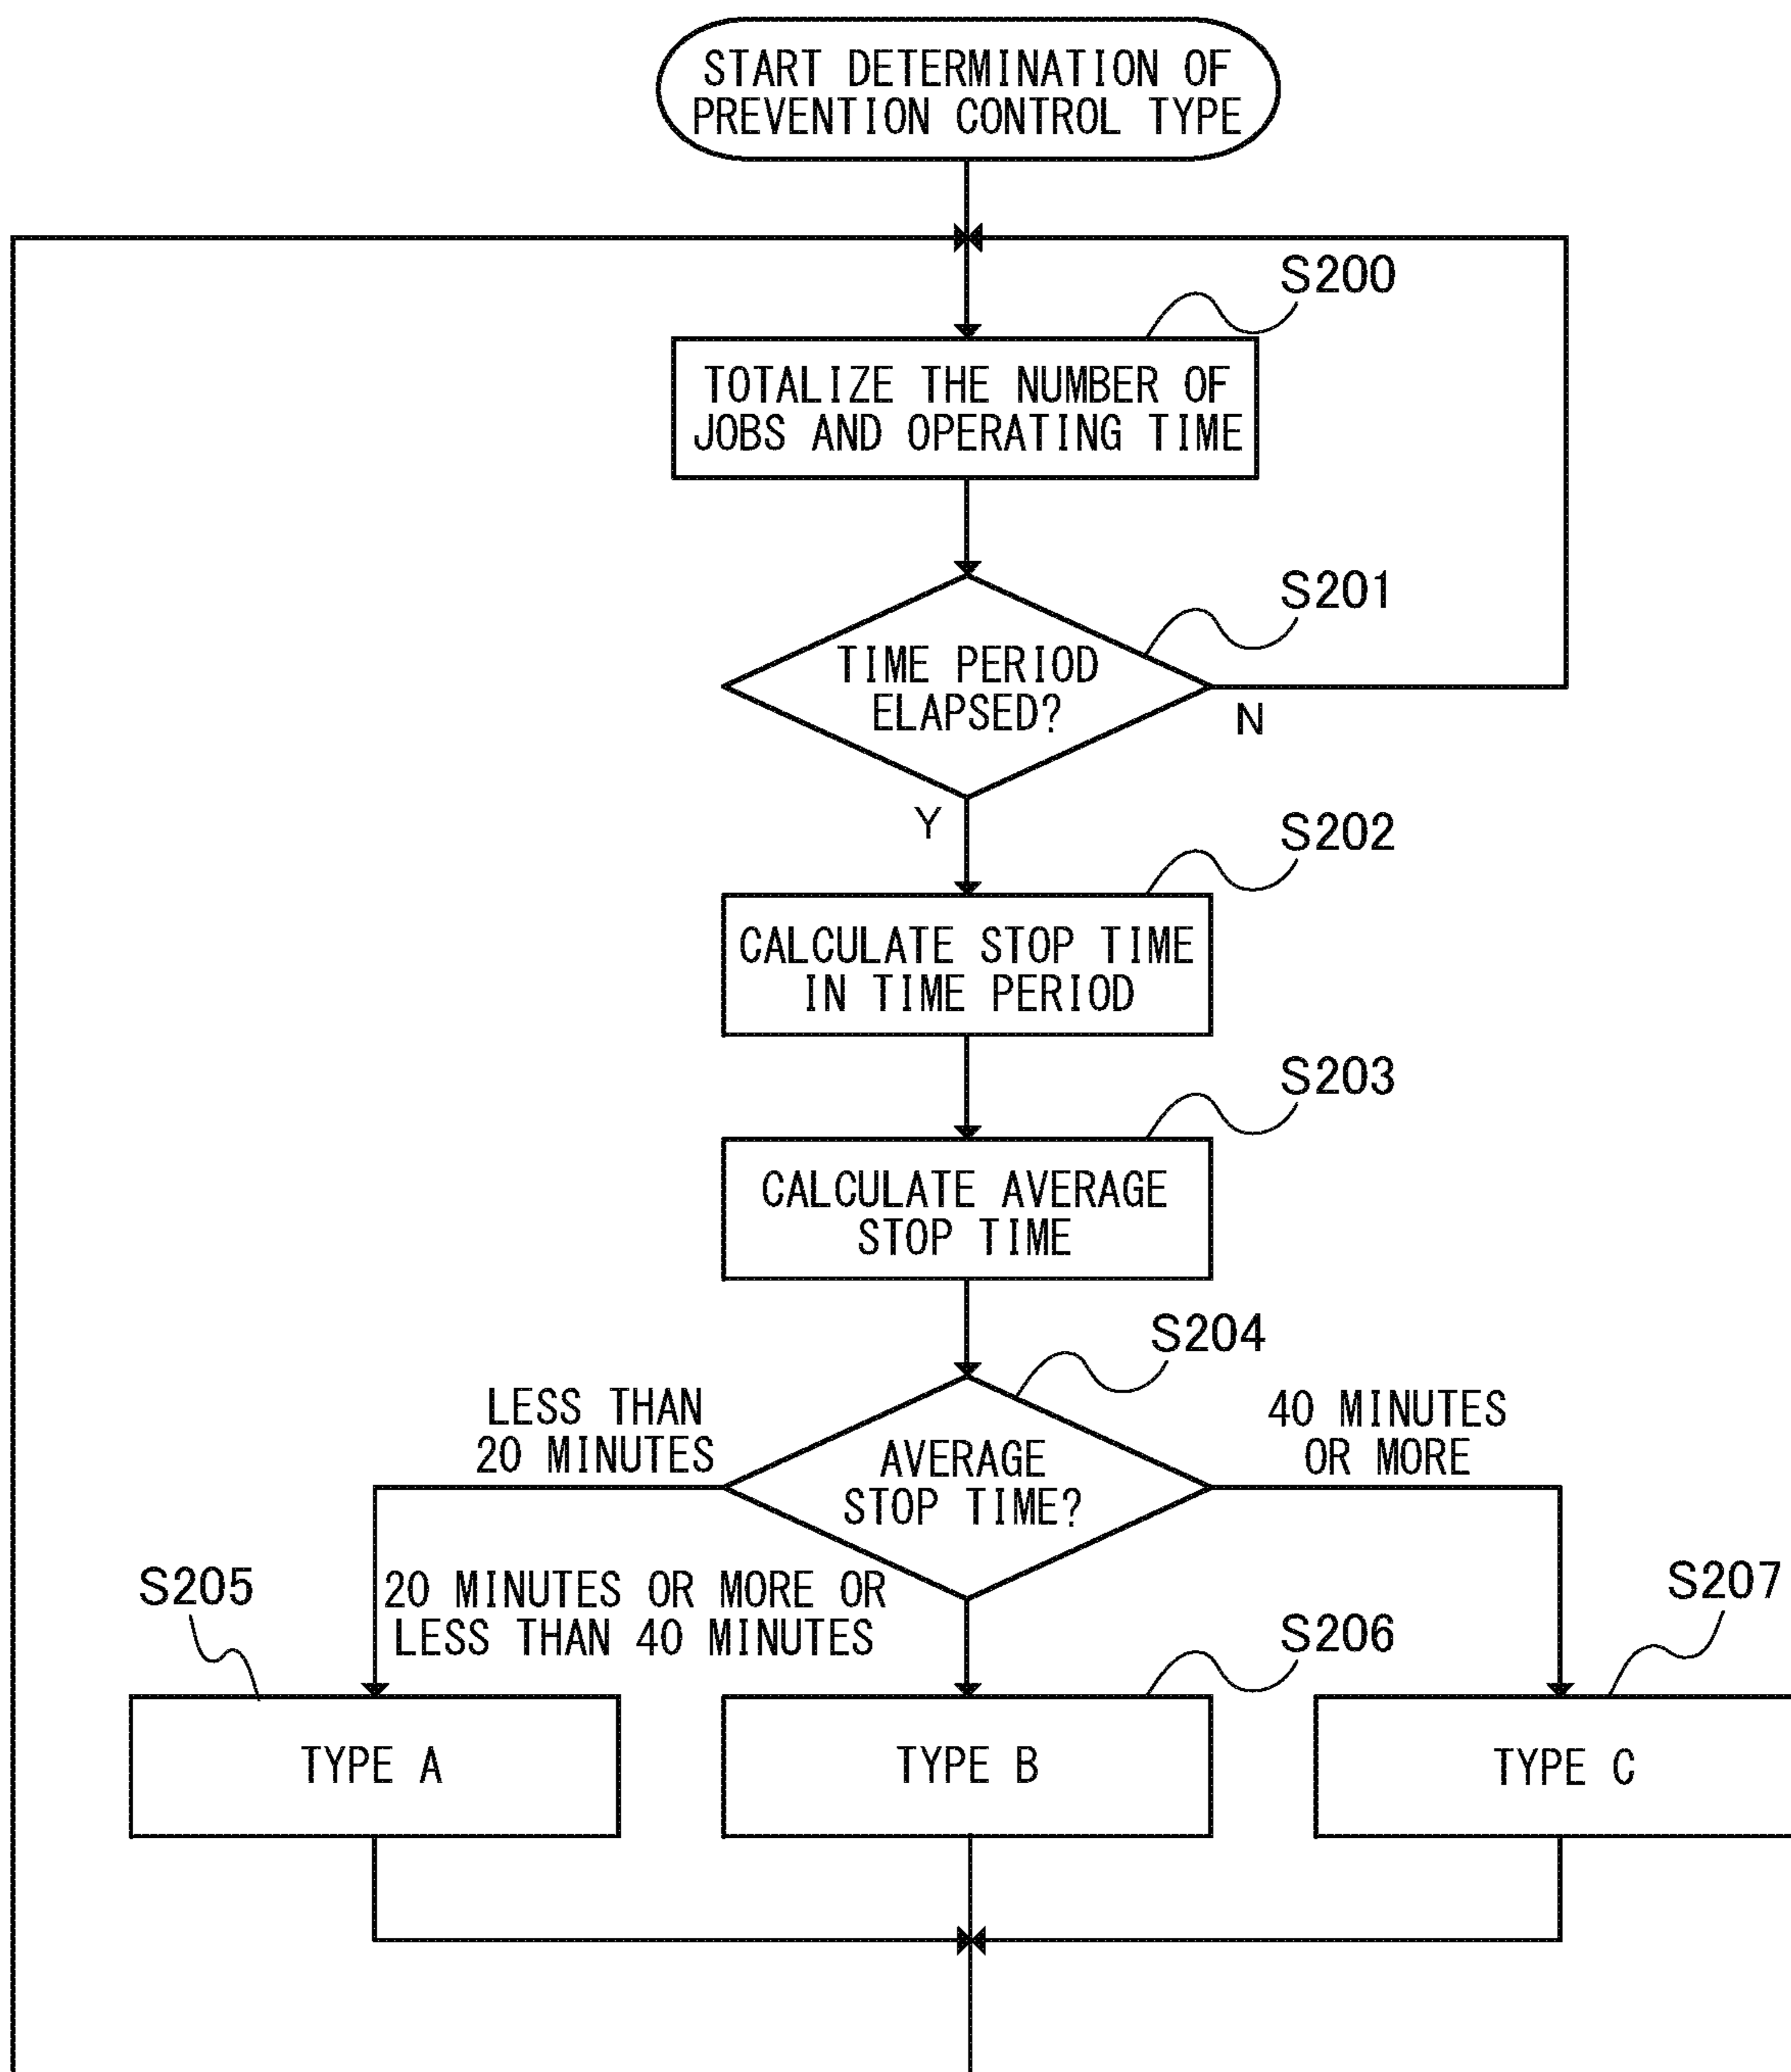 START DETERMINATION OF
PREVENTION CONTROL TYPE
S200
TOTALIZE THE NUMBER OF
JOBS AND OPERATING TIME
S201
TIME PERIOD
ELAPSED?
N
Y
S202
CALCULATE STOP TIME
IN TIME PERIOD
S203
CALCULATE AVERAGE
STOP TIME
S204
LESS THAN
20 MINUTES
40 MINUTES
OR MORE
AVERAGE
STOP TIME?
S205
20 MINUTES OR MORE OR
LESS THAN 40 MINUTES
S206
S207
TYPE A
TYPE B
TYPE C